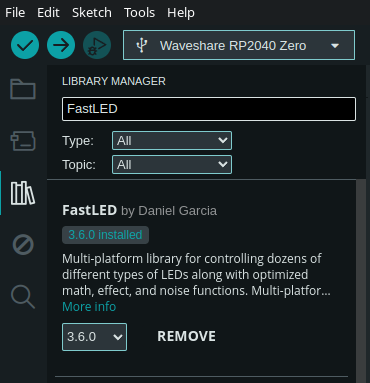 File Edit Sketch Tools Help
Waveshare RP2040 Zero
LIBRARY MANAGER
FastLED
Type: All
Topic: All
FastLED by Daniel Garcia
3.6.0 installed
Multi-platform library for controlling dozens of
different types of LEDs along with optimized
math, effect, and noise functions. Multi-platfor...
More info
3.6.0 REMOVE